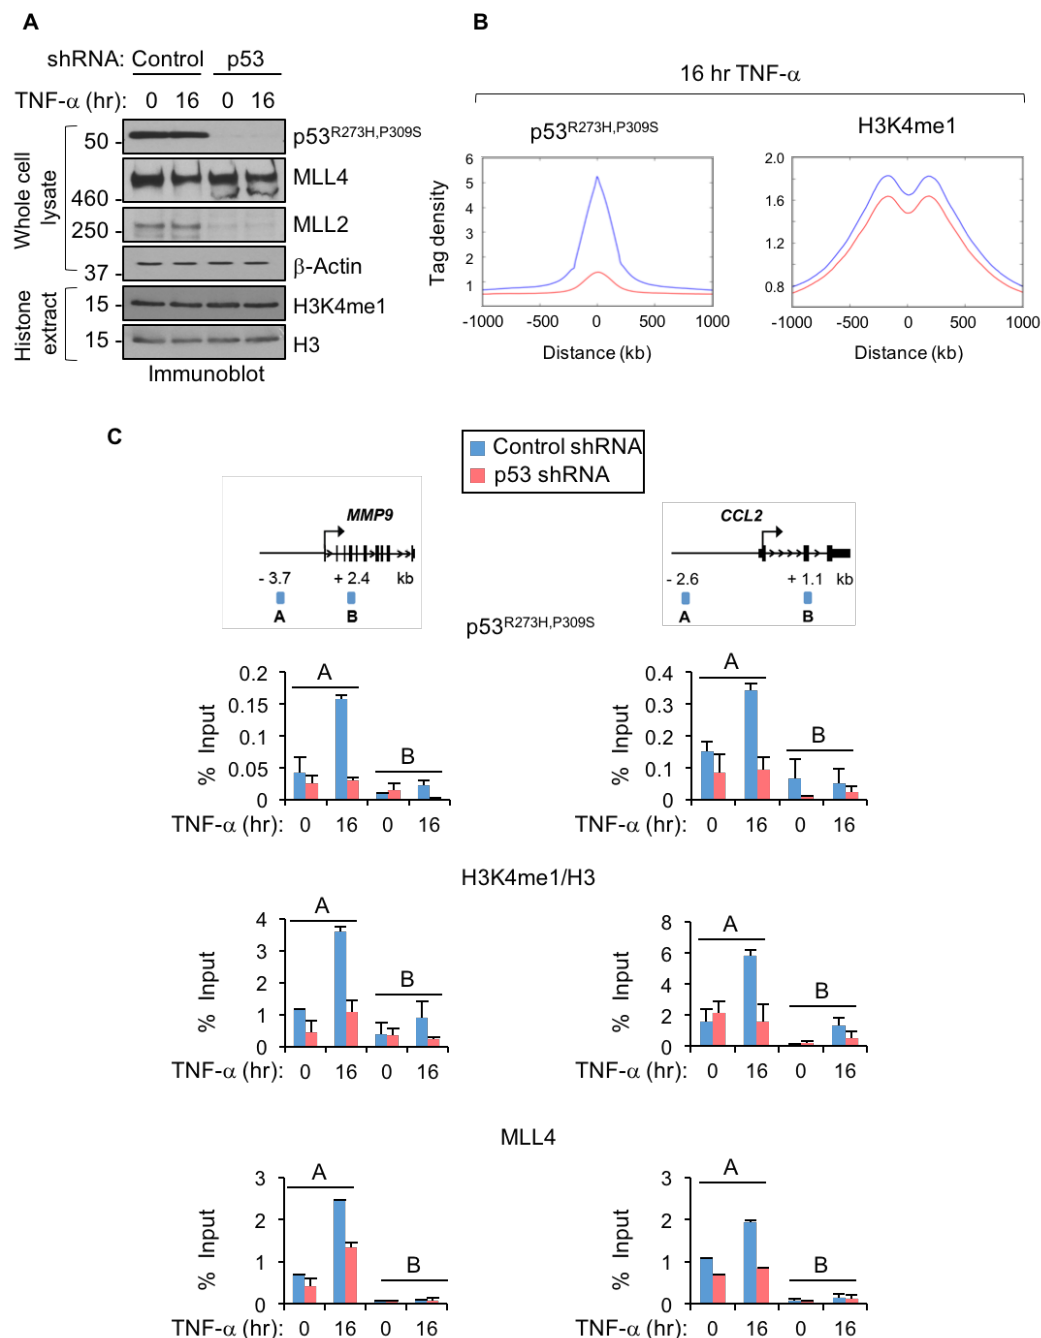 A
shRNA: Control p53
TNF-α (hr): 0 16 0 16
Whole cell lysate
50 - p53R273H,P309S
MLL4
460 -
250 - MLL2
β-Actin
37 -
Histone extract
15 - H3K4me1
15 - H3
Immunoblot
B
16 hr TNF-α
p53R273H,P309S
H3K4me1
Tag density
6
5
4
3
2
1
-1000 -500 0 500 1000
Distance (kb)
2.0
1.6
1.2
0.8
-1000 -500 0 500 1000
Distance (kb)
C
Control shRNA
p53 shRNA
MMP9
- 3.7 + 2.4 kb
A B
CCL2
- 2.6 + 1.1 kb
A B
p53R273H,P309S
% Input
0.2
0.15
0.1
0.05
0
A
B
TNF-α (hr): 0 16 0 16
% Input
0.4
0.3
0.2
0.1
0
A
B
TNF-α (hr): 0 16 0 16
H3K4me1/H3
% Input
4
3
2
1
0
A
B
TNF-α (hr): 0 16 0 16
% Input
8
6
4
2
0
A
B
TNF-α (hr): 0 16 0 16
MLL4
% Input
3
2
1
0
A
B
TNF-α (hr): 0 16 0 16
% Input
3
2
1
0
A
B
TNF-α (hr): 0 16 0 16